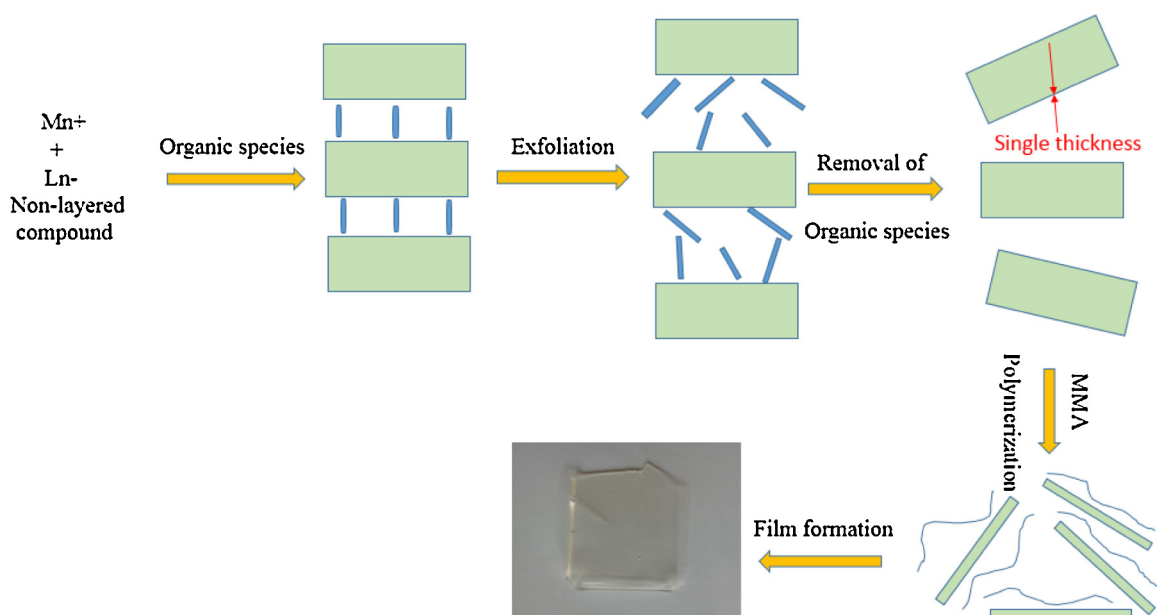 Mn+
+
Ln-
Non-layered
compound
Organic species
Exfoliation
Removal of
Organic species
Single thickness
MMA
Polymerization
Film formation